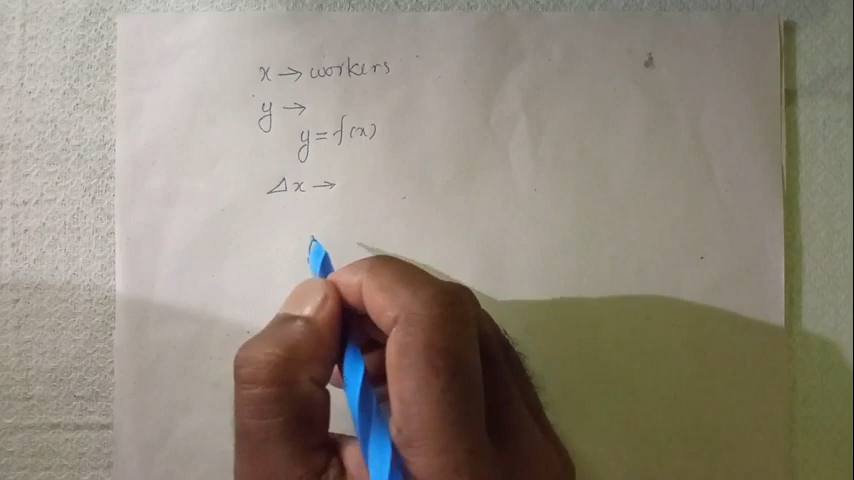 x → workers
y →
y = f(x)
Δx →